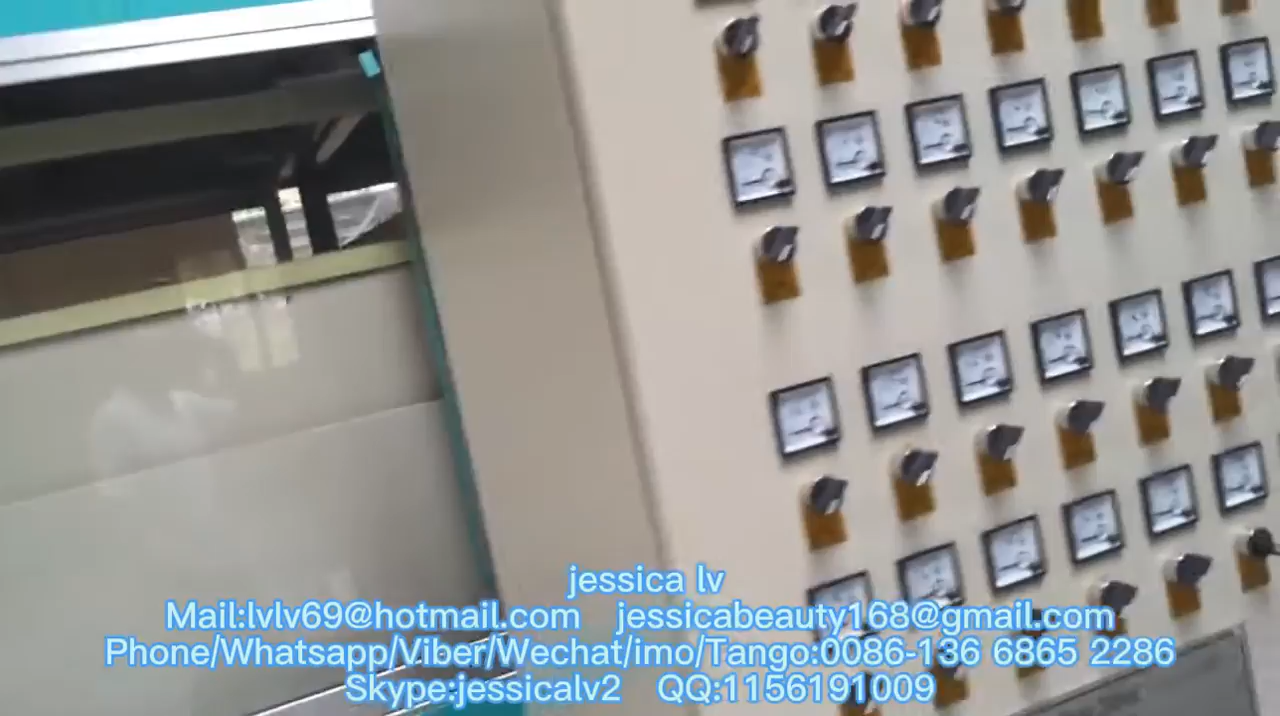 jessica lv
Mail:lvlv69@hotmail.com jessicabeauty168@gmail.com
Phone/Whatsapp/Viber/Wechat/imo/Tango:0086-136 6865 2286
Skype:jessicalv2 QQ:1156191009